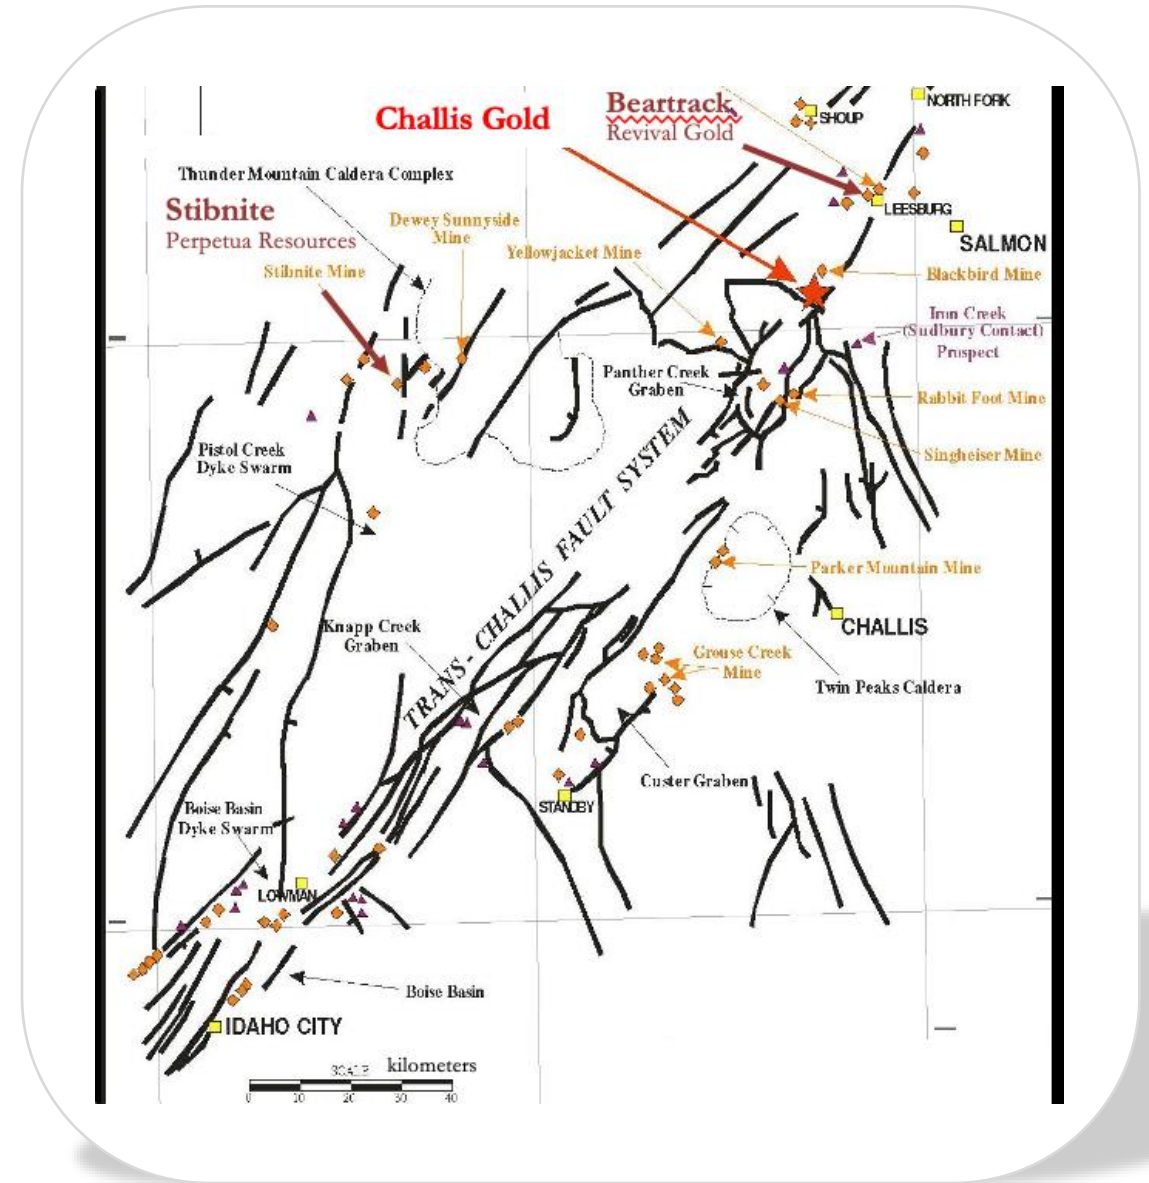 Challis Gold
Beartrack,
Revival Gold
NORTH FORK
SHOUP
Thunder Mountain Caldera Complex
Stibnite
Perpetua Resources
Stibnite Mine
Dewey Sunnyside
Mine
Yellowjacket Mine
LEESBURG
SALMON
Blackbird Mine
Iron Creek
(Sudbury Contact)
Prospect
Panther Creek
Graben
Rabbit Foot Mine
Singheiser Mine
Pistol Creek
Dyke Swarm
TRANS - CHALLIS FAULT SYSTEM
Parker Mountain Mine
CHALLIS
Knapp Creek
Graben
Grouse Creek
Mine
Twin Peaks Caldera
Custer Graben
STANDBY
Boise Basin
Dyke Swarm
LOWMAN
Boise Basin
IDAHO CITY
SCALE kilometers
0 10 20 30 40